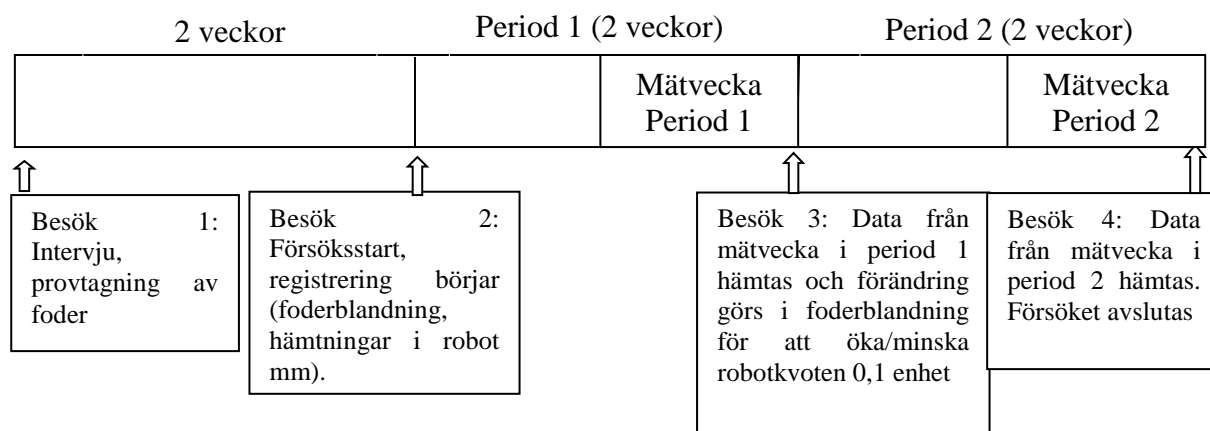 2 veckor
Period 1 (2 veckor)
Period 2 (2 veckor)
Mätvecka
Period 1
Mätvecka
Period 2
Besök 1:
Intervju,
provtagning av
foder
Besök 2:
Försöksstart,
registrering börjar
(foderblandning,
hämtningar i robot
mm).
Besök 3: Data från
mätvecka i period 1
hämtas och förändring
görs i foderblandning
för att öka/minska
robotkvoten 0,1 enhet
Besök 4: Data
från mätvecka i
period 2 hämtas.
Försöket avslutas